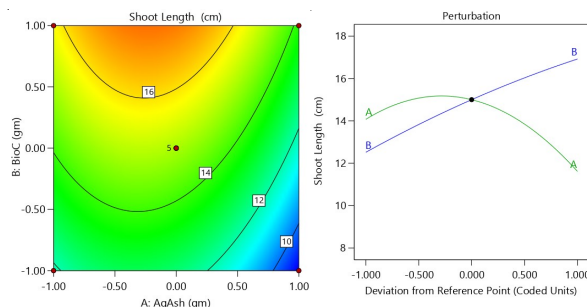 Shoot Length (cm)
B: BioC (gm)
1.00
0.50
0.00
-0.50
-1.00
16
5
14
12
10
-1.00 -0.50 0.00 0.50 1.00
A: AgAsh (gm)
Perturbation
Shoot Length (cm)
18
16
14
12
10
8
A
B
B
A
-1.000 -0.500 0.000 0.500 1.000
Deviation from Reference Point (Coded Units)